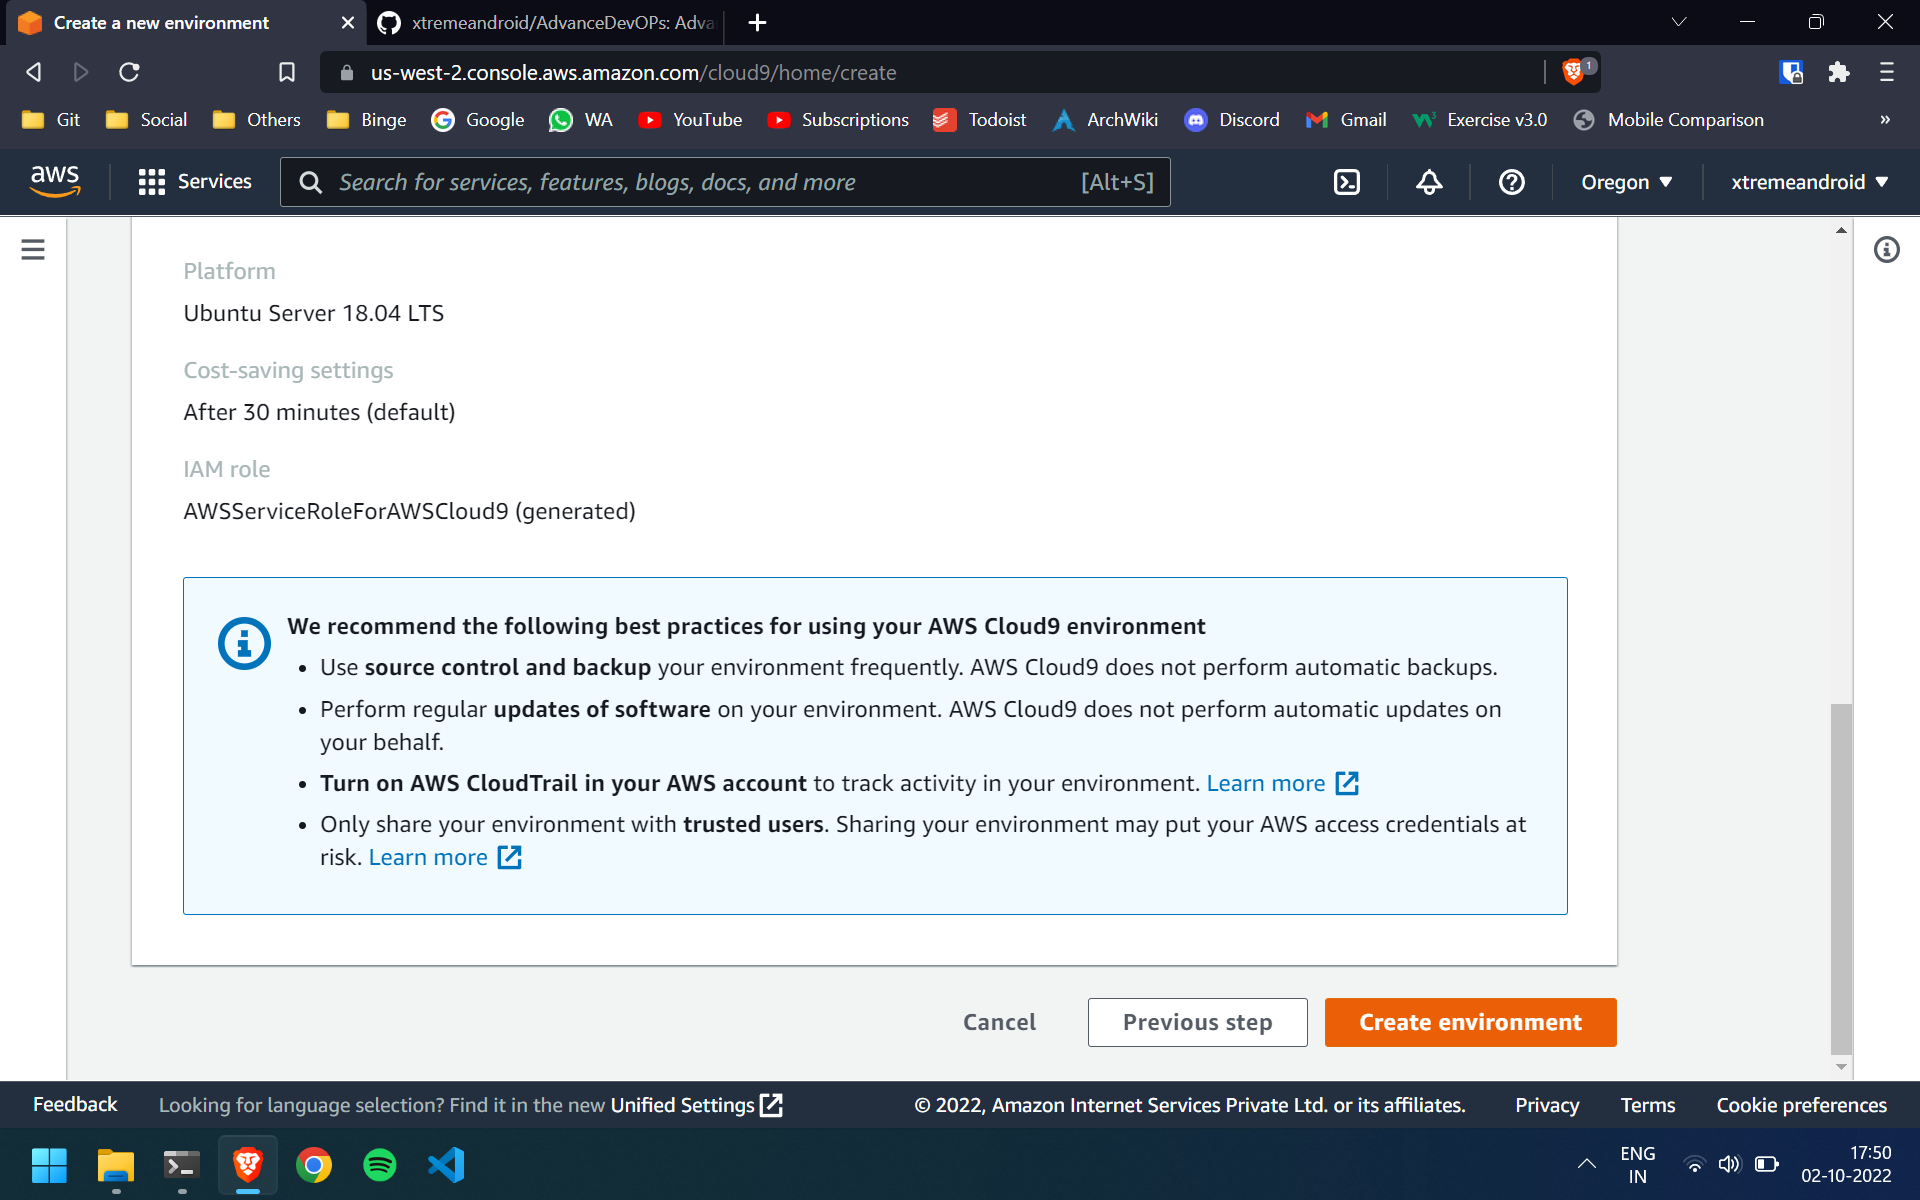 Create a new environment
xtremeandroid/AdvanceDevOPs: Adva
us-west-2.console.aws.amazon.com/cloud9/home/create
1
Git Social Others Binge Google WA YouTube Subscriptions Todoist ArchWiki Discord Gmail Exercise v3.0 Mobile Comparison »
aws Services Search for services, features, blogs, docs, and more [Alt+S] Oregon ▼ xtremeandroid ▼
Platform
Ubuntu Server 18.04 LTS
Cost-saving settings
After 30 minutes (default)
IAM role
AWSServiceRoleForAWSCloud9 (generated)
We recommend the following best practices for using your AWS Cloud9 environment
• Use source control and backup your environment frequently. AWS Cloud9 does not perform automatic backups.
• Perform regular updates of software on your environment. AWS Cloud9 does not perform automatic updates on
your behalf.
• Turn on AWS CloudTrail in your AWS account to track activity in your environment. Learn more
• Only share your environment with trusted users. Sharing your environment may put your AWS access credentials at
risk. Learn more
Cancel Previous step Create environment
Feedback Looking for language selection? Find it in the new Unified Settings © 2022, Amazon Internet Services Private Ltd. or its affiliates. Privacy Terms Cookie preferences
ENG 17:50
IN 02-10-2022